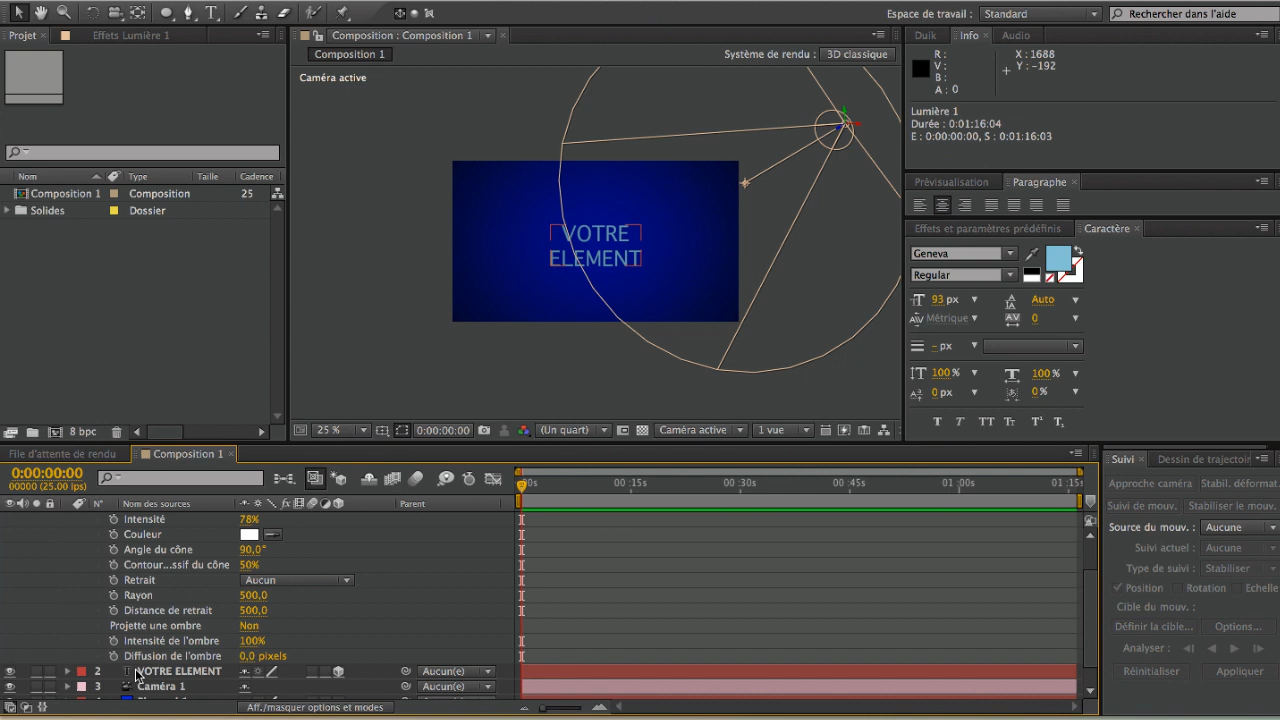 Espace de travail : Standard
Rechercher dans l'aide
Projet
Effets Lumière 1
Composition : Composition 1
Duik
Info
Audio
Composition 1
Système de rendu : 3D classique
Caméra active
R :
V :
B :
A : 0
X : 1688
Y : -192
Lumière 1
Durée : 0:01:16:04
E : 0:00:00:00, S : 0:01:16:03
Nom
Type
Taille
Cadence
Composition 1
Composition
25
Solides
Dossier
Prévisualisation
Paragraphe
Effets et paramètres prédéfinis
Caractère
Geneva
Regular
VOTRE
ELEMENT
93 px
Auto
Métrique
0
- px
100 %
100 %
0 px
0 %
T T TT Tт T¹ T₁
8 bpc
25 %
0:00:00:00
(Un quart)
Caméra active
1 vue
File d'attente de rendu
Composition 1
Suivi
Dessin de trajectoir
0:00:00:00
00000 (25.00 ips)
00s 00:15s 00:30s 00:45s 01:00s 01:15s
Approche caméra
Stabil. déformat.
Suivi de mouv.
Stabiliser le mouv.
Nom des sources
Parent
Intensité 78%
Couleur
Angle du cône 90,0°
Contour...ssif du cône 50%
Retrait Aucun
Rayon 500,0
Distance de retrait 500,0
Projette une ombre Non
Intensité de l'ombre 100%
Diffusion de l'ombre 0,0 pixels
2 T VOTRE ELEMENT Aucun(e)
3 Caméra 1 Aucun(e)
Source du mouv. : Aucune
Suivi actuel : Aucune
Type de suivi : Stabiliser
Position Rotation Echelle
Cible du mouv. :
Définir la cible... Options...
Analyser :
Réinitialiser Appliquer
Aff./masquer options et modes